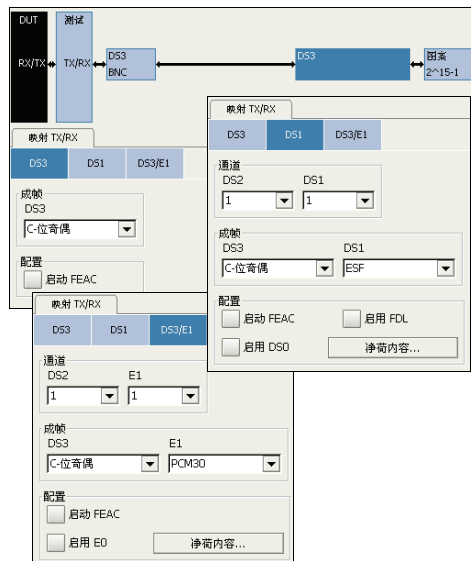 DUT
测试
RX/TX
TX/RX
DS3
BNC
DS3
图案
2^15-1
映射 TX/RX
DS3 DS1 DS3/E1
成帧
DS3
C-位奇偶
配置
启动 FEAC
映射 TX/RX
DS3 DS1 DS3/E1
通道
DS2 DS1
1 1
成帧
DS3 DS1
C-位奇偶 ESF
配置
启动 FEAC 启用 FDL
启用 DS0 净荷内容...
映射 TX/RX
DS3 DS1 DS3/E1
通道
DS2 E1
1 1
成帧
DS3 E1
C-位奇偶 PCM30
配置
启动 FEAC
启用 E0 净荷内容...